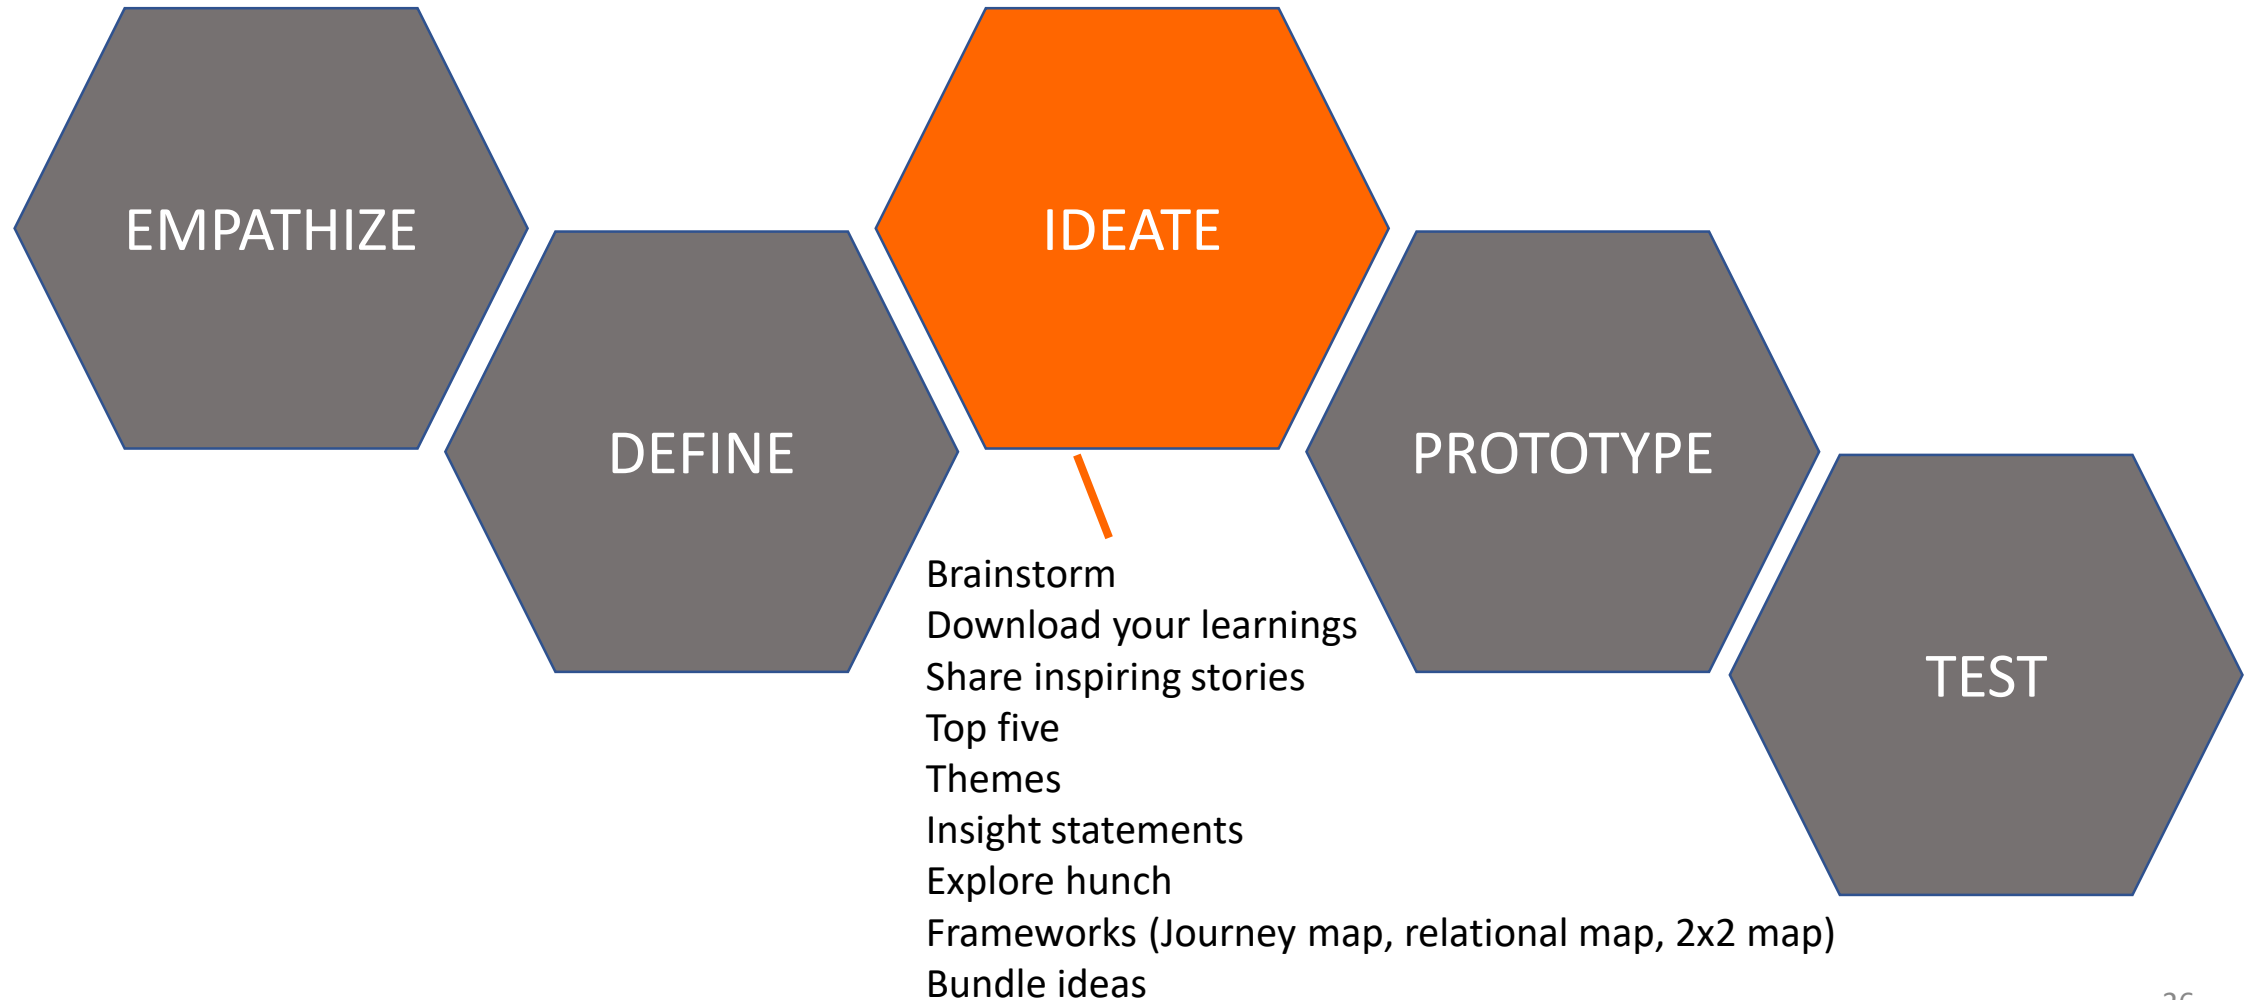 EMPATHIZE
DEFINE
IDEATE
PROTOTYPE
TEST
Brainstorm
Download your learnings
Share inspiring stories
Top five
Themes
Insight statements
Explore hunch
Frameworks (Journey map, relational map, 2x2 map)
Bundle ideas